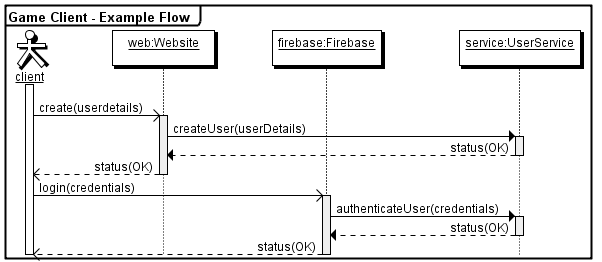 Game Client - Example Flow
client
web:Website
firebase:Firebase
service:UserService
create(userdetails)
createUser(userDetails)
status(OK)
status(OK)
login(credentials)
authenticateUser(credentials)
status(OK)
status(OK)